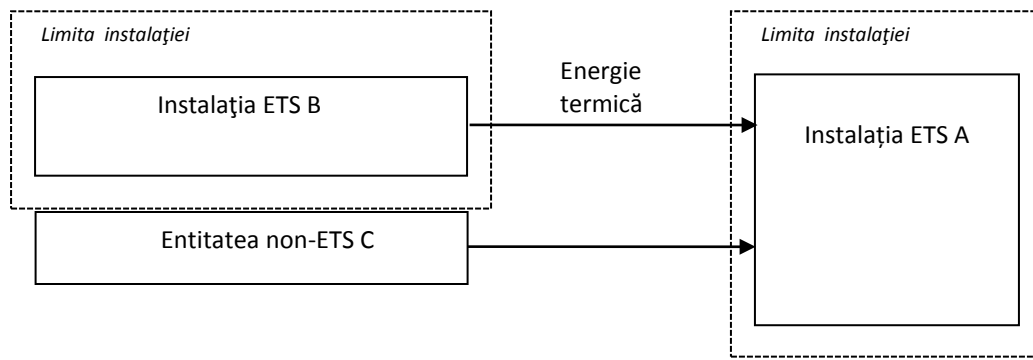 Limita instalaţiei
Limita instalaţiei
Energie
termică
Instalaţia ETS B
Instalația ETS A
Entitatea non-ETS C